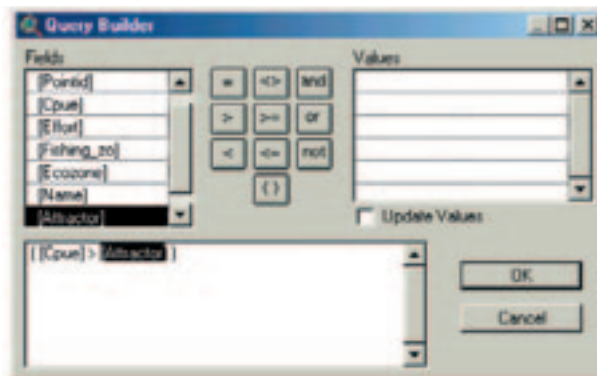 Query Builder
Fields
Values
[Pointid]
[Cpue]
[Effort]
[Fishing_zo]
[Ecozone]
[Name]
[Attractor]
= <> and
> >= or
< <= not
( )
Update Values
( [Cpue] > [Attractor] )
OK
Cancel